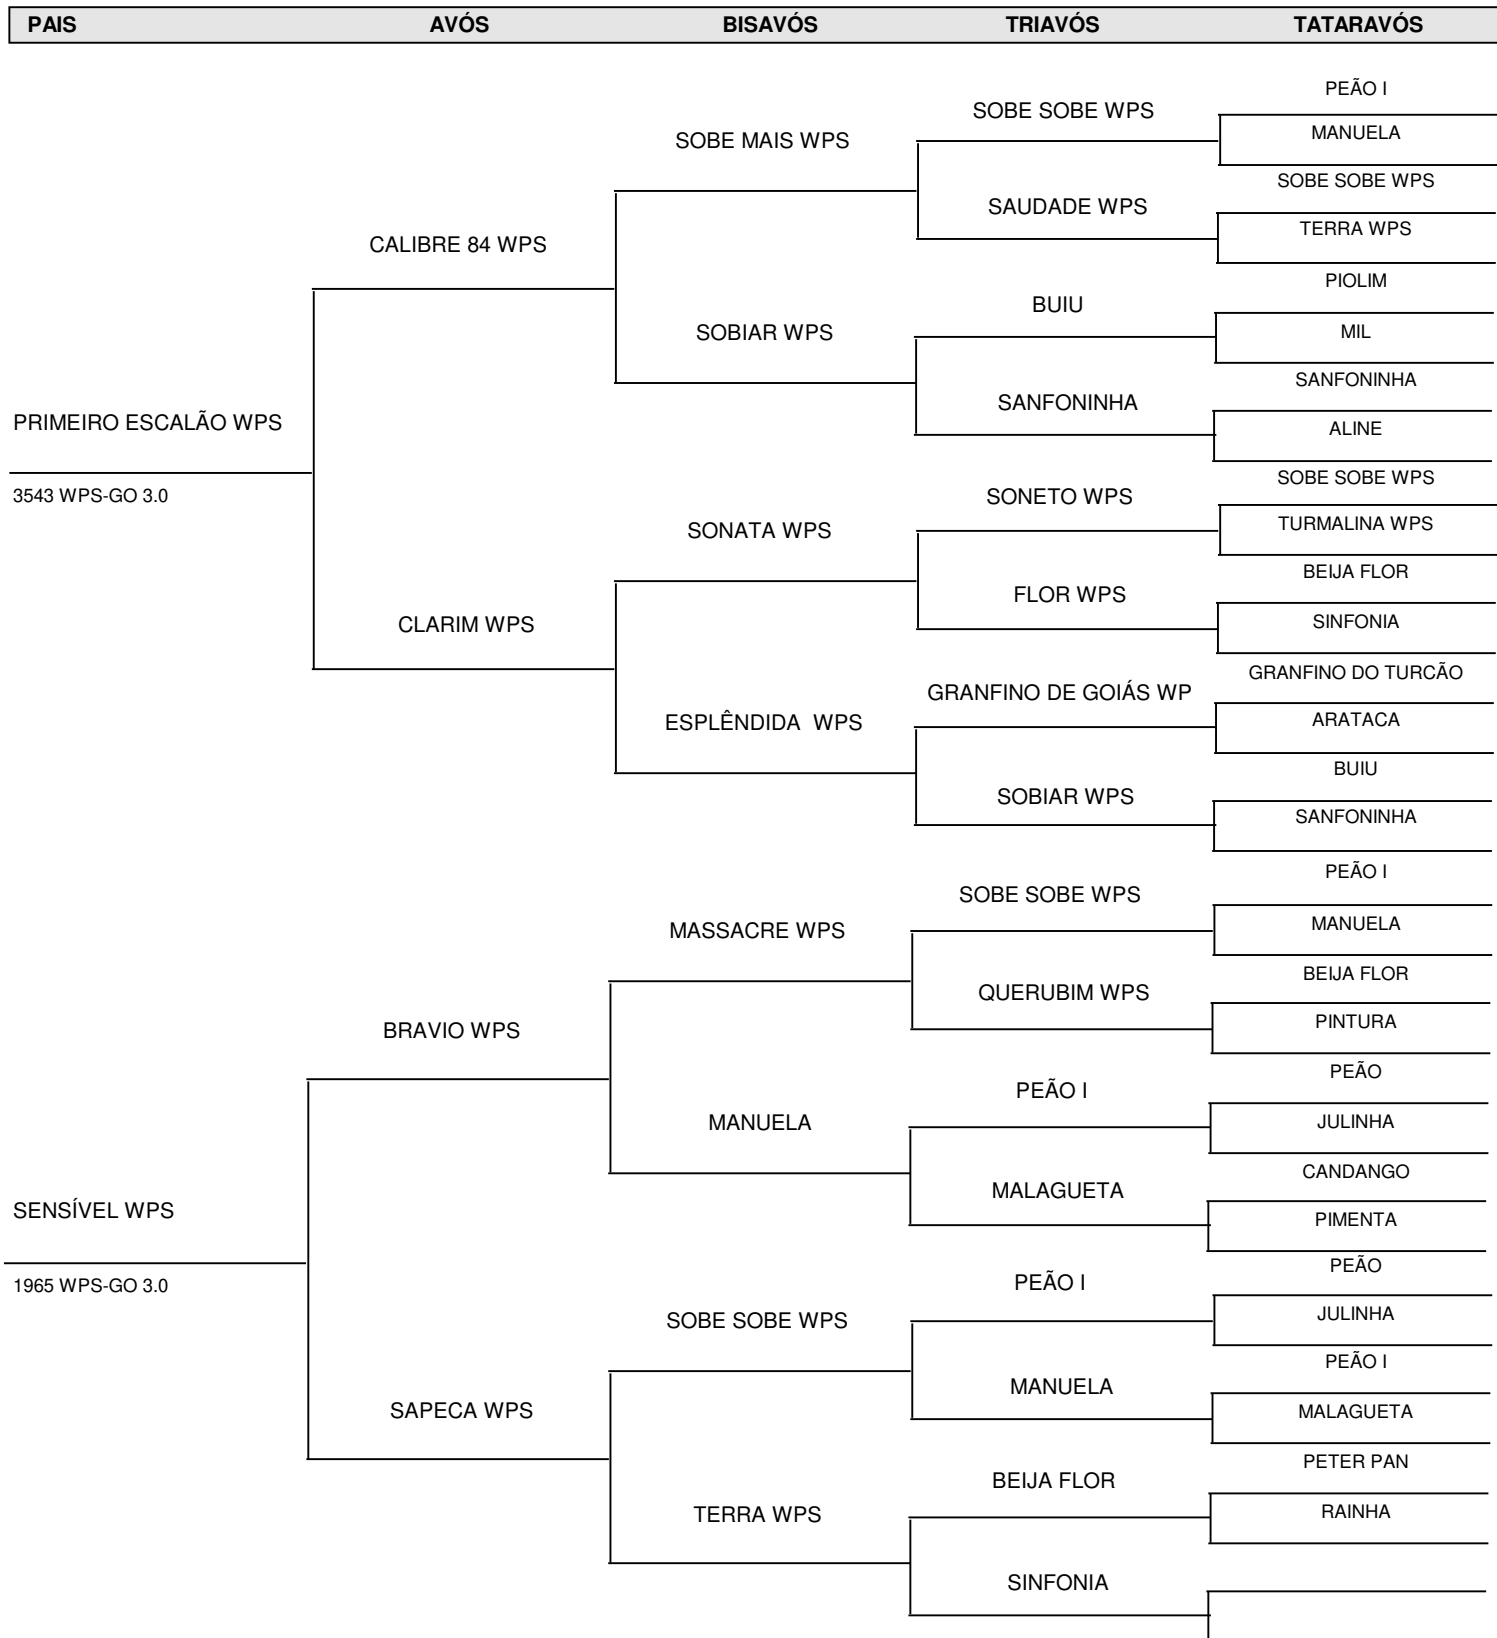 PAIS AVÓS BISAVÓS TRIAVÓS TATARAVÓS
PEÃO I
SOBE SOBE WPS
MANUELA
SOBE MAIS WPS
SOBE SOBE WPS
SAUDADE WPS
TERRA WPS
CALIBRE 84 WPS
PIOLIM
BUIU
MIL
SOBIAR WPS
SANFONINHA
SANFONINHA
PRIMEIRO ESCALÃO WPS
ALINE
SOBE SOBE WPS
3543 WPS-GO 3.0
SONETO WPS
TURMALINA WPS
SONATA WPS
BEIJA FLOR
FLOR WPS
SINFONIA
CLARIM WPS
GRANFINO DO TURCÃO
GRANFINO DE GOIÁS WP
ARATACA
ESPLÊNDIDA  WPS
BUIU
SOBIAR WPS
SANFONINHA
PEÃO I
SOBE SOBE WPS
MANUELA
MASSACRE WPS
BEIJA FLOR
QUERUBIM WPS
PINTURA
BRAVIO WPS
PEÃO
PEÃO I
JULINHA
MANUELA
CANDANGO
MALAGUETA
SENSÍVEL WPS
PIMENTA
PEÃO
1965 WPS-GO 3.0
PEÃO I
JULINHA
SOBE SOBE WPS
PEÃO I
MANUELA
SAPECA WPS
MALAGUETA
PETER PAN
BEIJA FLOR
RAINHA
TERRA WPS
SINFONIA